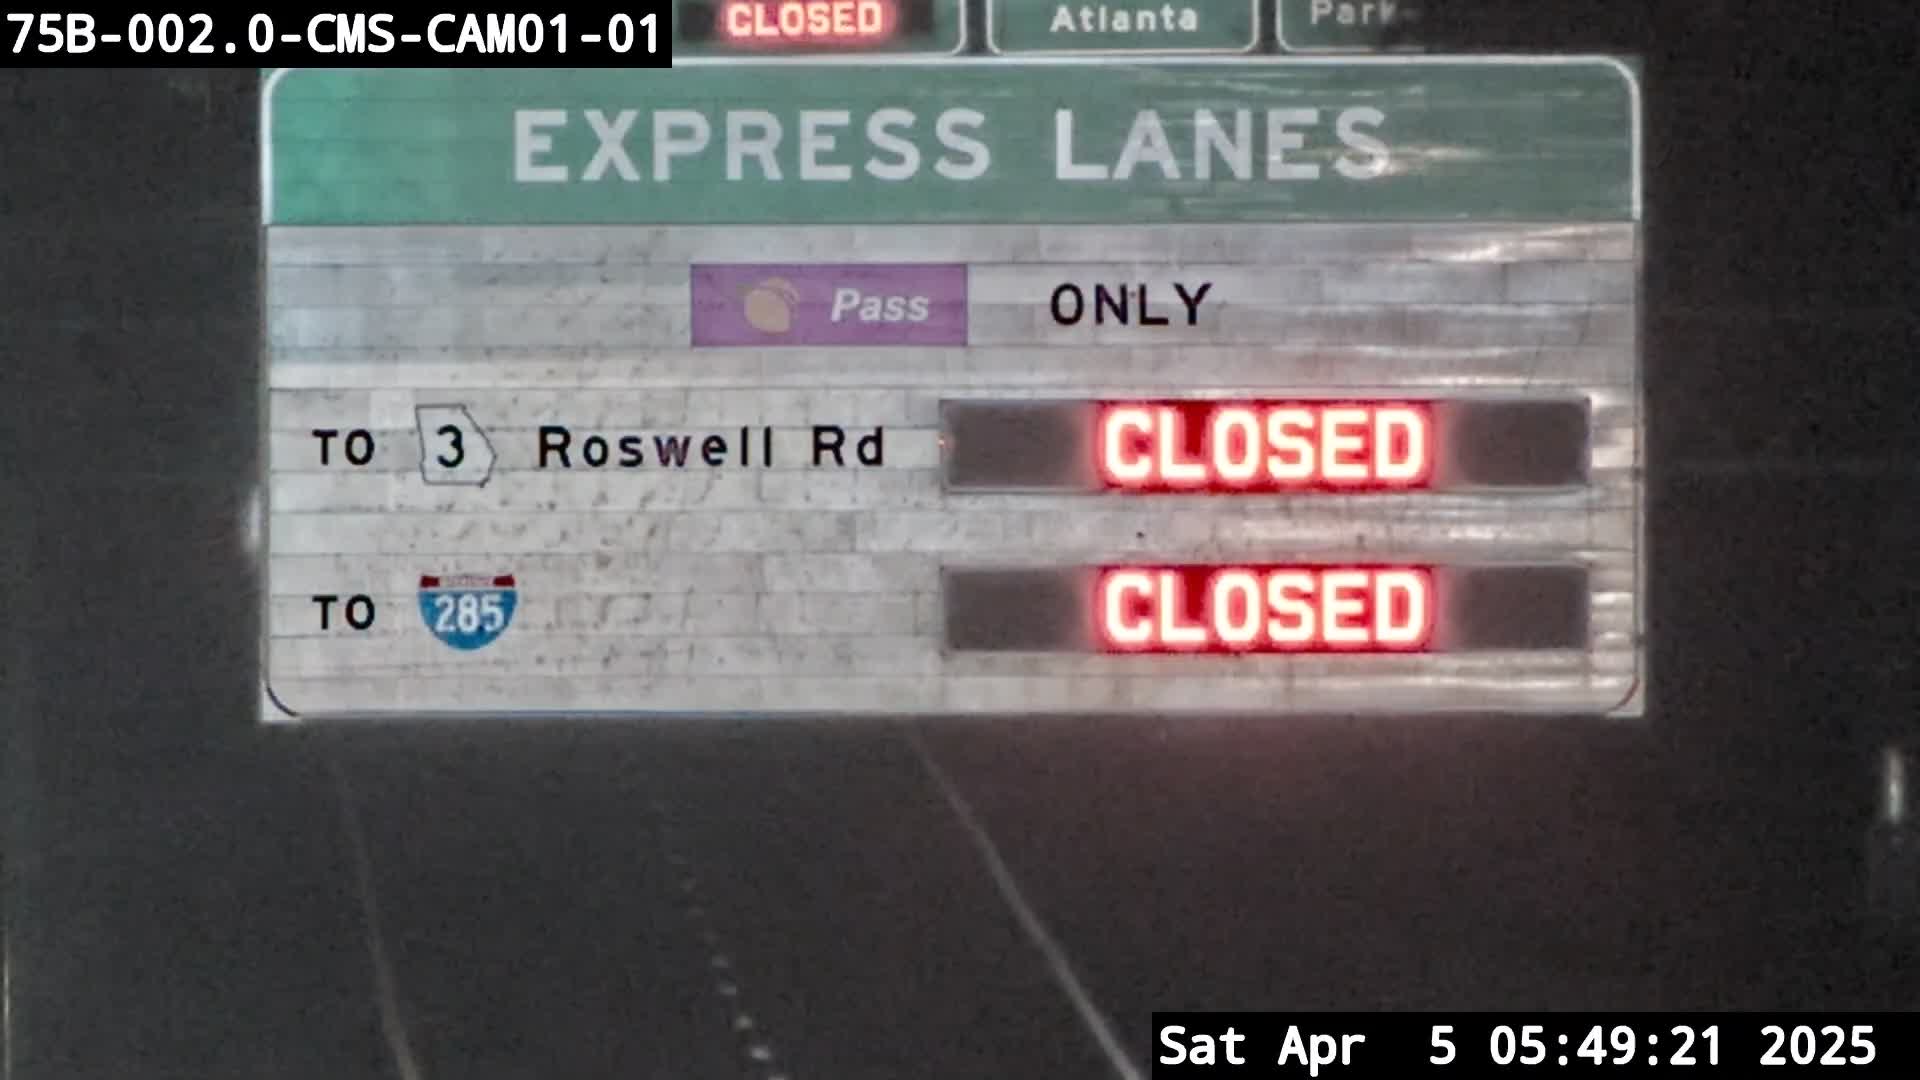 75B-002.0-CMS-CAM01-01
CLOSED
Atlanta
Park
EXPRESS LANES
Pass ONLY
TO 3 Roswell Rd CLOSED
TO 285 CLOSED
Sat Apr 5 05:49:21 2025